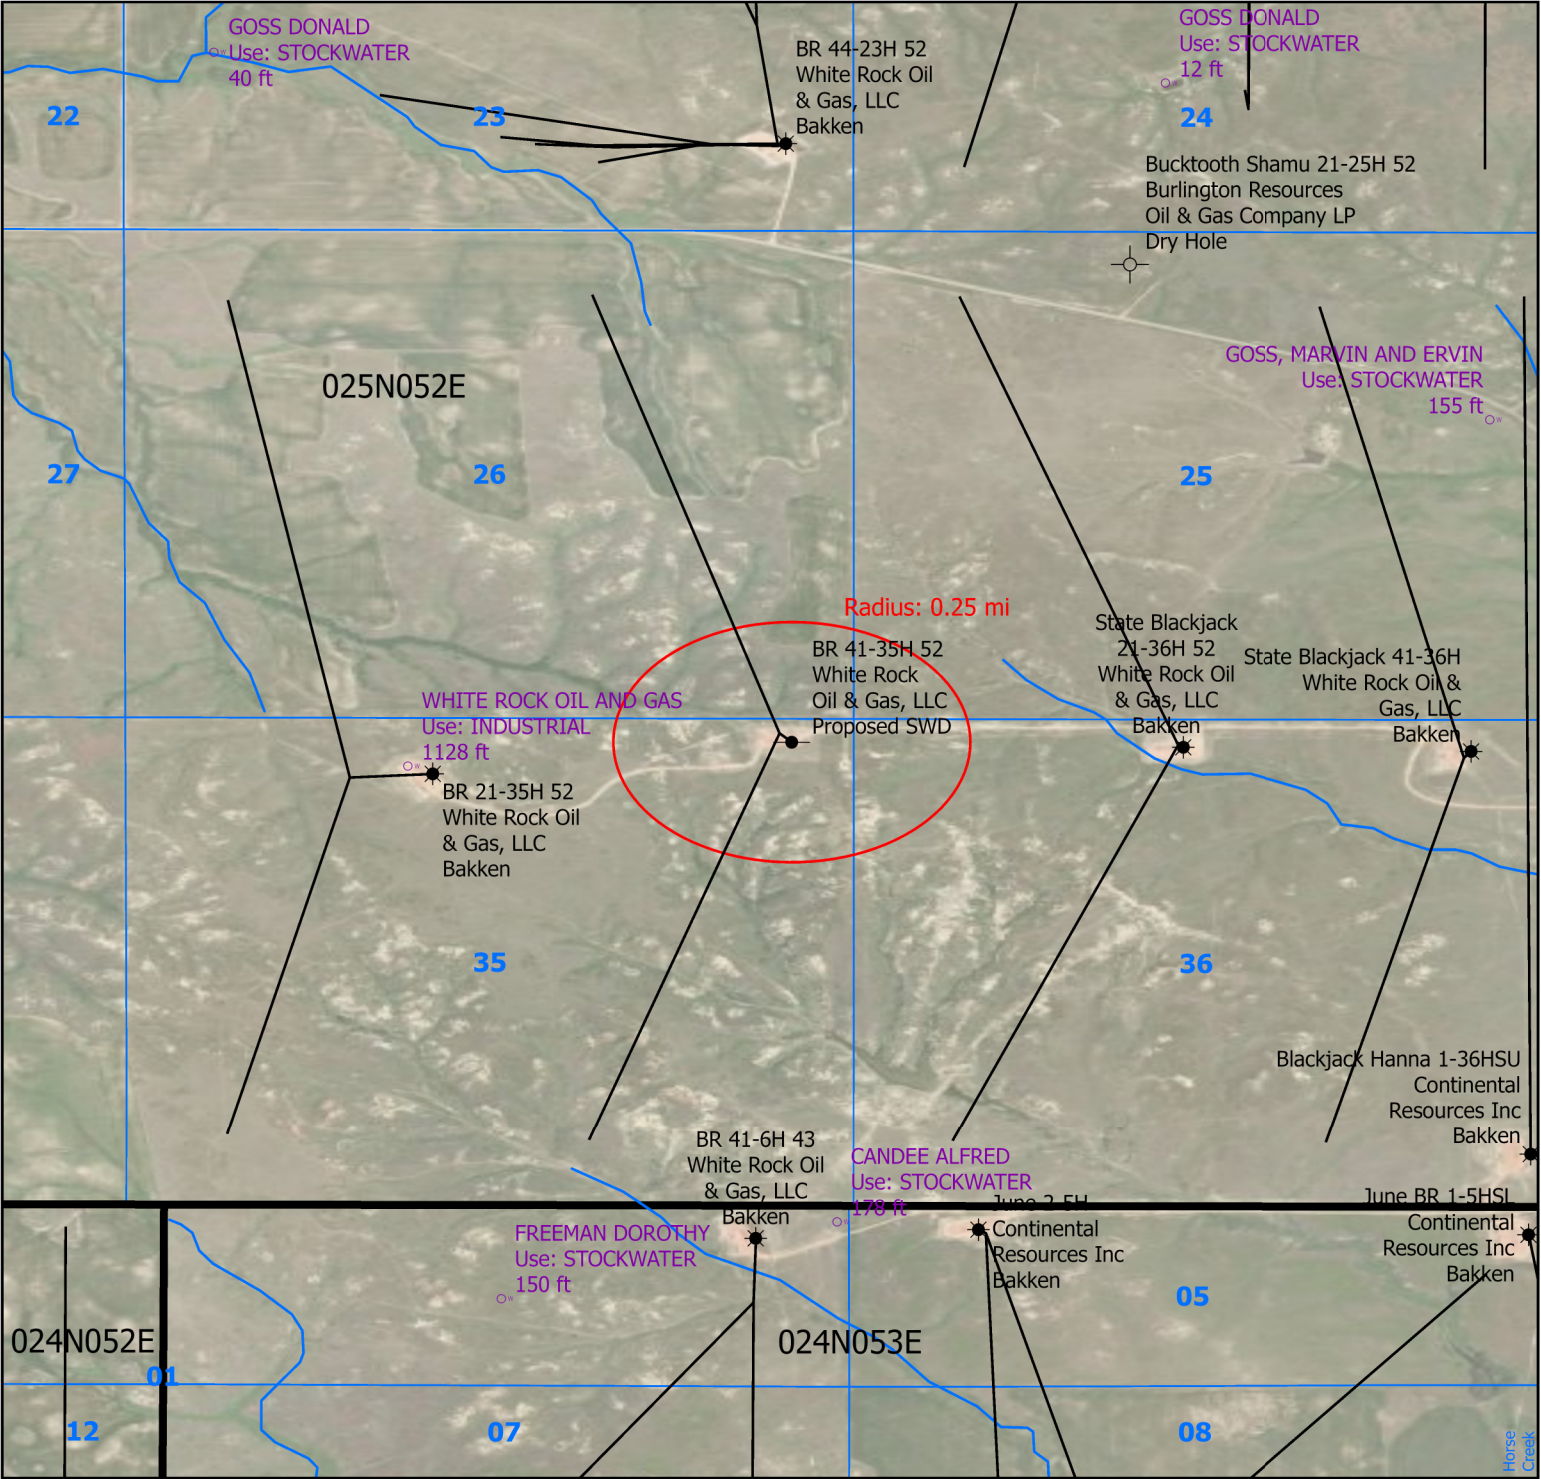 GOSS DONALD
Use: STOCKWATER
40 ft
BR 44-23H 52
White Rock Oil
& Gas, LLC
Bakken
GOSS DONALD
Use: STOCKWATER
12 ft
22
23
24
Bucktooth Shamu 21-25H 52
Burlington Resources
Oil & Gas Company LP
Dry Hole
025N052E
GOSS, MARVIN AND ERVIN
Use: STOCKWATER
155 ft
27
26
25
Radius: 0.25 mi
BR 41-35H 52
White Rock
Oil & Gas, LLC
Proposed SWD
State Blackjack
21-36H 52
White Rock Oil
& Gas, LLC
Bakken
State Blackjack 41-36H
White Rock Oil &
Gas, LLC
Bakken
WHITE ROCK OIL AND GAS
Use: INDUSTRIAL
1128 ft
BR 21-35H 52
White Rock Oil
& Gas, LLC
Bakken
35
36
Blackjack Hanna 1-36HSU
Continental
Resources Inc
Bakken
BR 41-6H 43
White Rock Oil
& Gas, LLC
Bakken
CANDEE ALFRED
Use: STOCKWATER
178 ft
June 2-5H
Continental
Resources Inc
Bakken
June BR 1-5HSL
Continental
Resources Inc
Bakken
FREEMAN DOROTHY
Use: STOCKWATER
150 ft
05
024N052E
024N053E
01
12
07
08
Horse
Creek